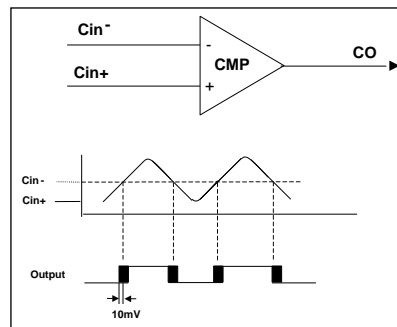 Cin-
-
CMP
CO
Cin+
+
Cin-
Cin+
Output
10mV